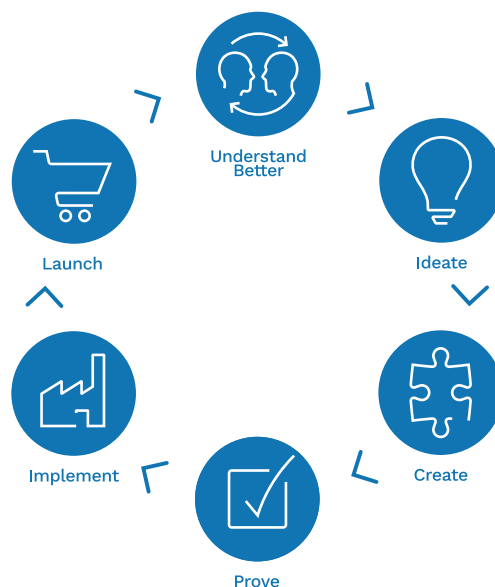 Understand
Better
Ideate
Create
Prove
Implement
Launch